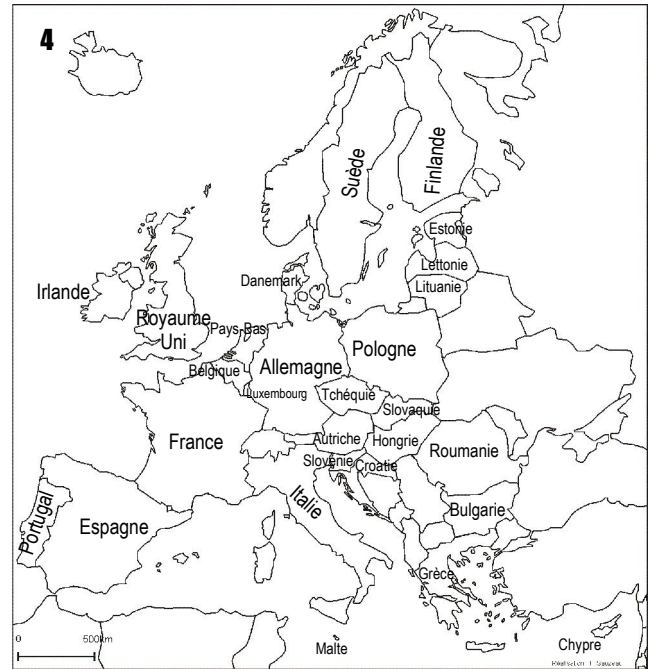 4
Suède
Finlande
Estonie
Lettonie
Lituanie
Danemark
Irlande
Royaume
Uni
Pays-Bas
Pologne
Allemagne
Belgique
Luxembourg
Tchéquie
Slovaquie
France
Autriche
Hongrie
Roumanie
Slovénie
Croatie
Italie
Portugal
Espagne
Bulgarie
Grèce
Malte
Chypre
0 500km